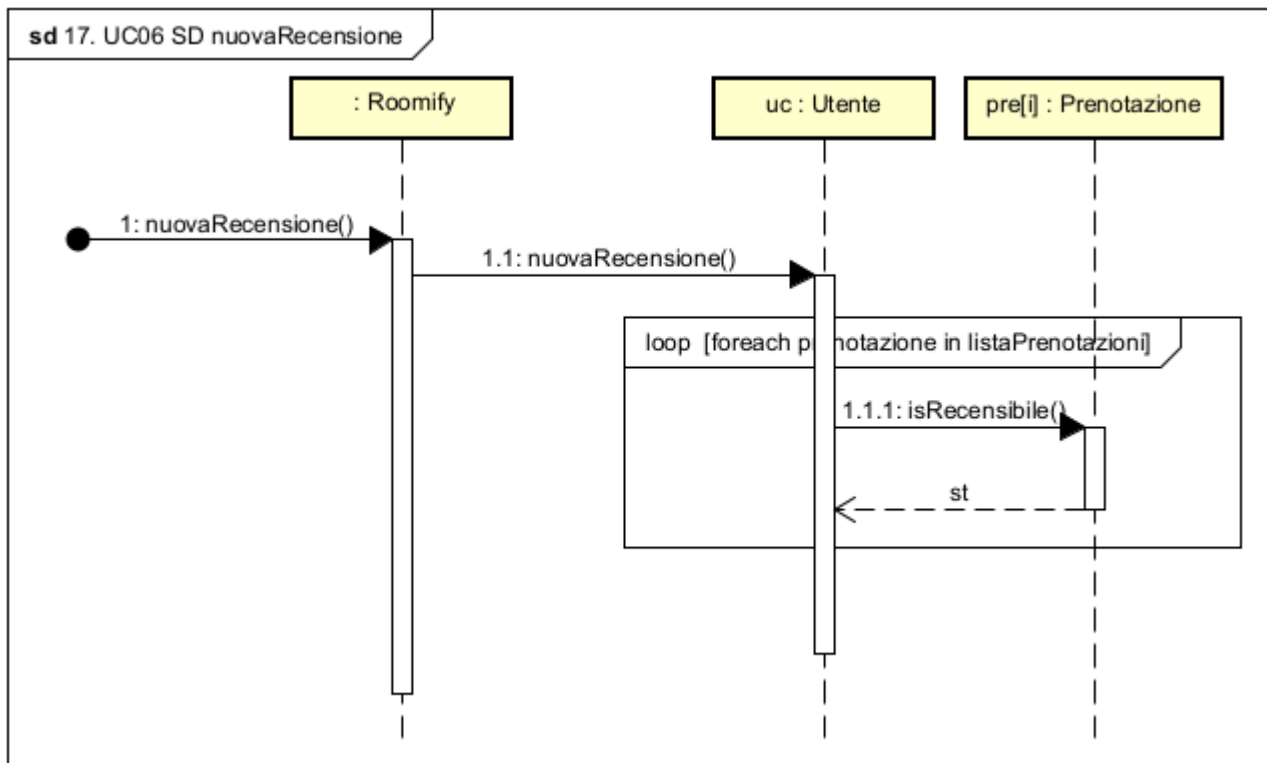 sd 17. UC06 SD nuovaRecensione
: Roomify
uc : Utente
pre[i] : Prenotazione
1: nuovaRecensione()
1.1: nuovaRecensione()
loop [foreach prenotazione in listaPrenotazioni]
1.1.1: isRecensibile()
st